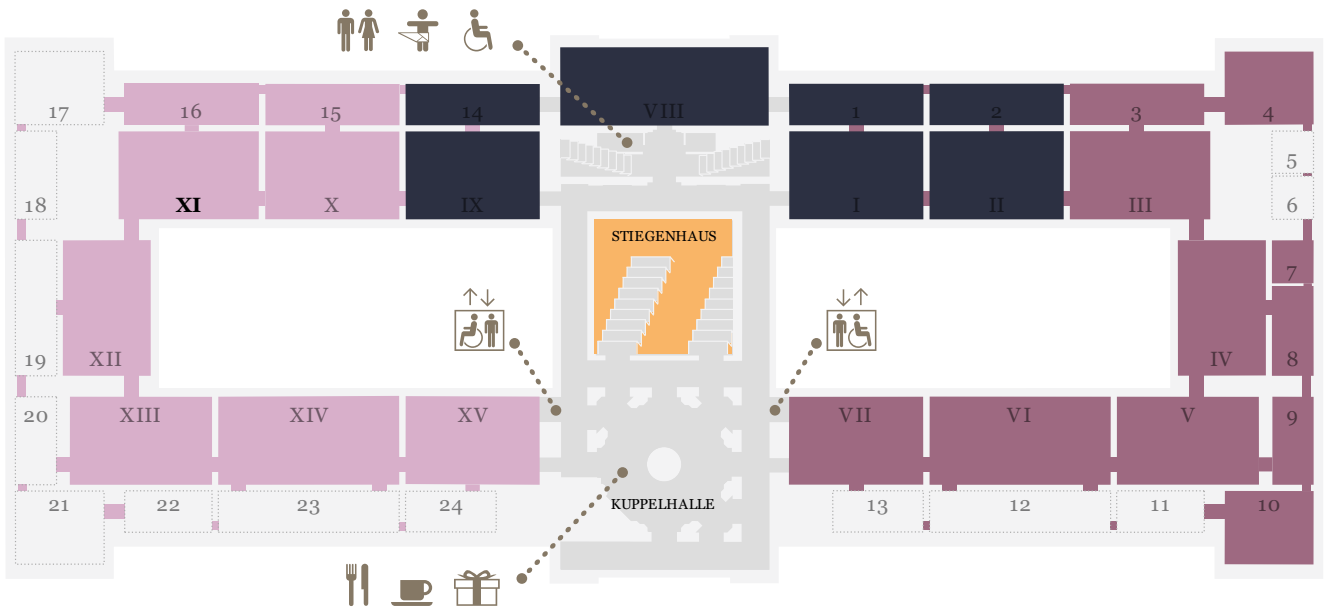 17
16
15
14
VIII
1
2
3
4
5
18
XI
X
IX
I
II
III
6
STIEGENHAUS
7
19
XII
IV
8
20
XIII
XIV
XV
VII
VI
V
9
21
22
23
24
KUPPELHALLE
13
12
11
10